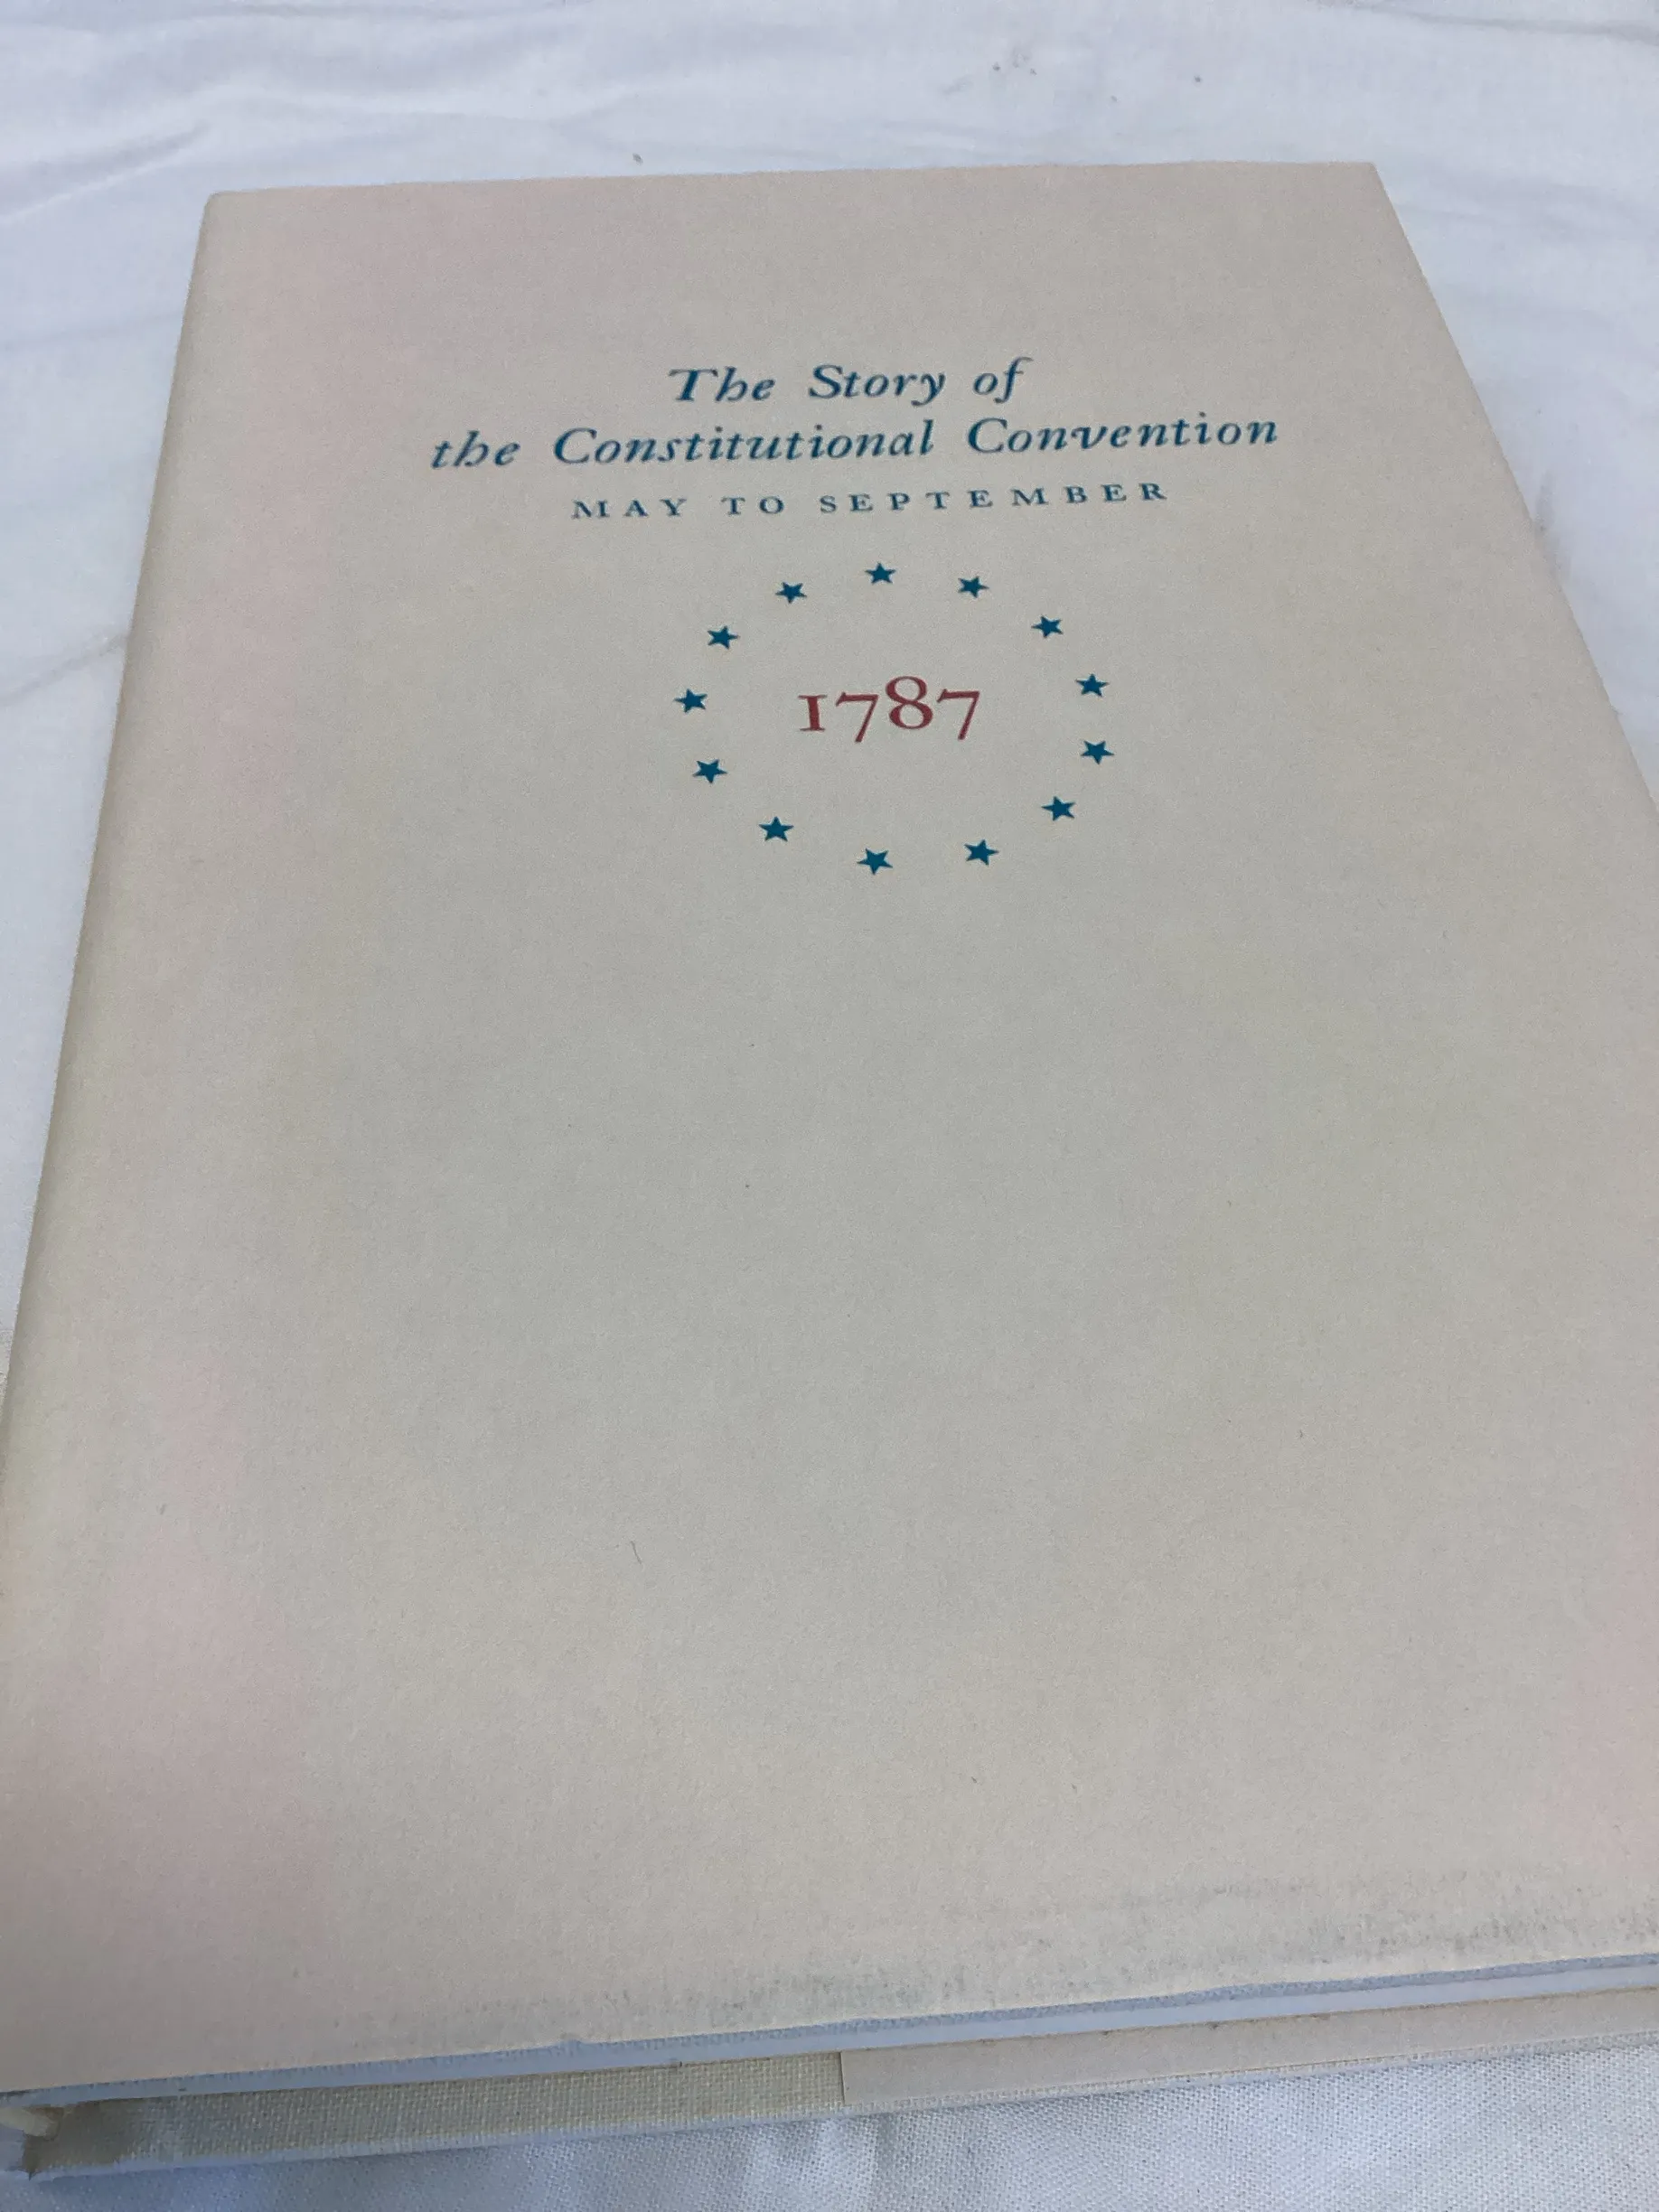 The Story of
the Constitutional Convention
MAY TO SEPTEMBER
1787